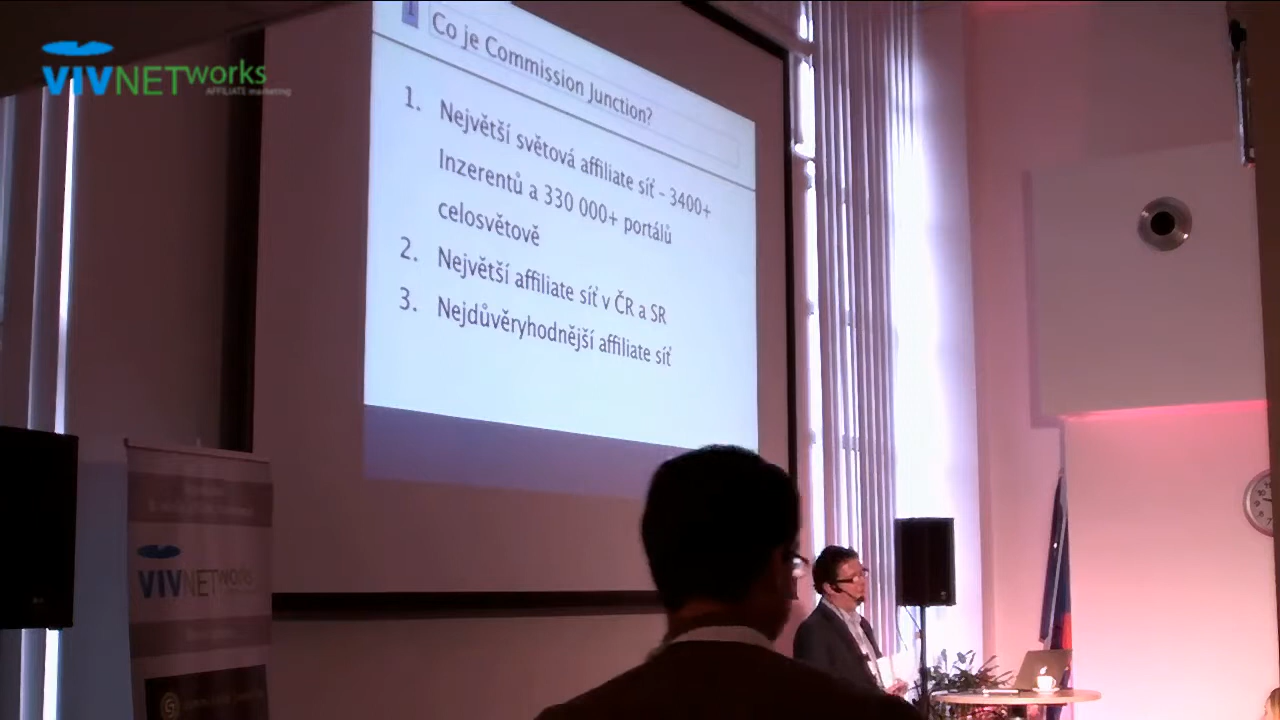 VIVNETworks
AFFILIATE marketing
Co je Commission Junction?
1. Největší světová affiliate síť – 3400+
Inzerentů a 330 000+ portálů
celosvětově
2. Největší affiliate síť v ČR a SR
3. Nejdůvěryhodnější affiliate síť
VIVNETworks